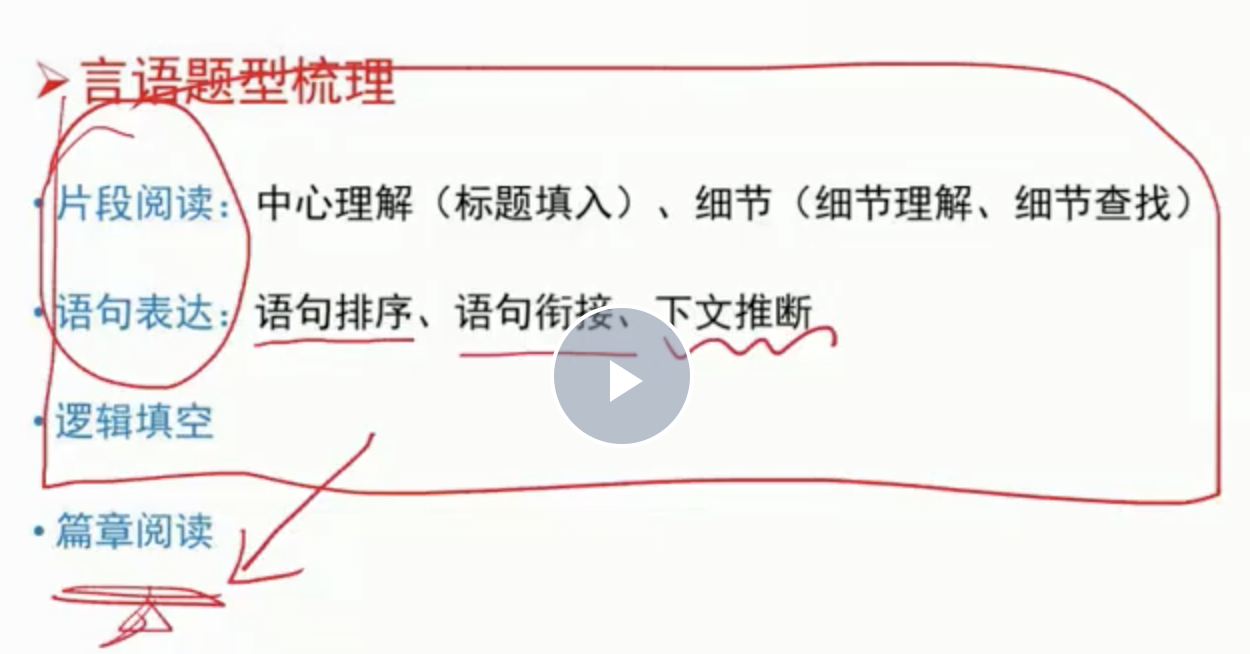 言语题型梳理
片段阅读：中心理解（标题填入）、细节（细节理解、细节查找）
语句表达：语句排序、语句衔接、下文推断
逻辑填空
篇章阅读